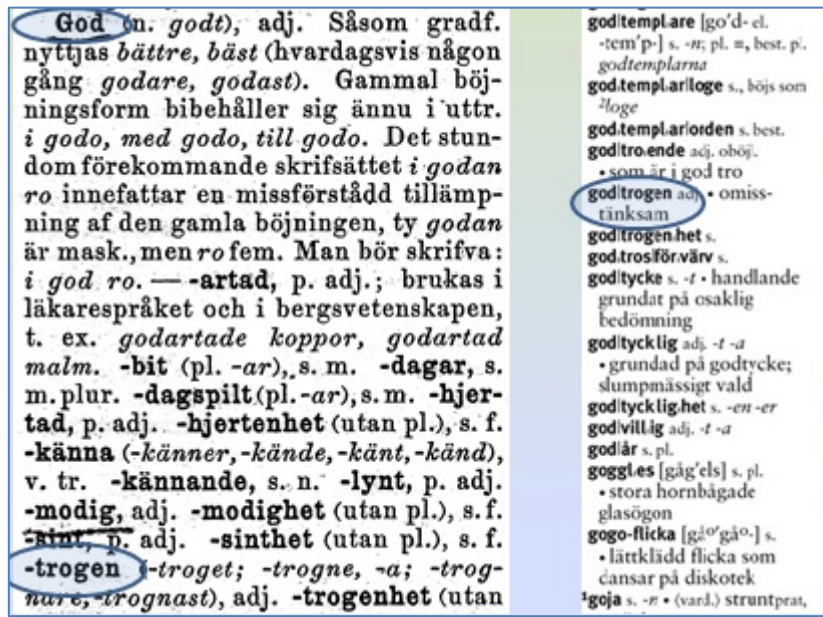 God (n. godt), adj. Såsom gradf.
nyttjas bättre, bäst (hvardagsvis någon
gång godare, godast). Gammal böj-
ningsform bibehåller sig ännu i uttr.
i godo, med godo, till godo. Det stun-
dom förekommande skrifsättet i godan
ro innefattar en missförstådd tillämp-
ning af den gamla böjningen, ty godan
är mask., men ro fem. Man bör skrifva:
i god ro. — -artad, p. adj.; brukas i
läkarespråket och i bergsvetenskapen,
t. ex. godartade koppor, godartad
malm. -bit (pl. -ar), s. m. -dagar, s.
m. plur. -dagspilt (pl. -ar), s. m. -hjer-
tad, p. adj. -hjertenhet (utan pl.), s. f.
-känna (-känner, -kände, -känt, -känd),
v. tr. -kännande, s. n. -lynt, p. adj.
-modig, adj. -modighet (utan pl.), s. f.
-sint, p. adj. -sinthet (utan pl.), s. f.
-trogen (-troget; -trogne, -a; -trog-
nare, -trognast), adj. -trogenhet (utan
god|templ.are [go'd- el.
-tem'p-] s. -n; pl. =, best. pl.
godtemplarna
god.templ.ar|loge s., böjs som
²loge
god.templ.ar|orden s. best.
god|tro.ende adj. oböjl.
• som är i god tro
god|trogen adj. • omiss-
tänksam
god|trogen.het s.
god.tros|för.värv s.
god|tycke s. -t • handlande
grundat på osaklig
bedömning
god|tyck.lig adj. -t -a
• grundad på godtycke;
slumpmässigt vald
god|tyck.lig.het s. -en -er
god|vill.ig adj. -t -a
god|år s. pl.
goggl.es [gåg'els] s. pl.
• stora hornbågade
glasögon
gogo-flicka [gå⁰'gå⁰-] s.
• lättklädd flicka som
dansar på diskotek
¹goja s. -n • (vard.) struntprat,